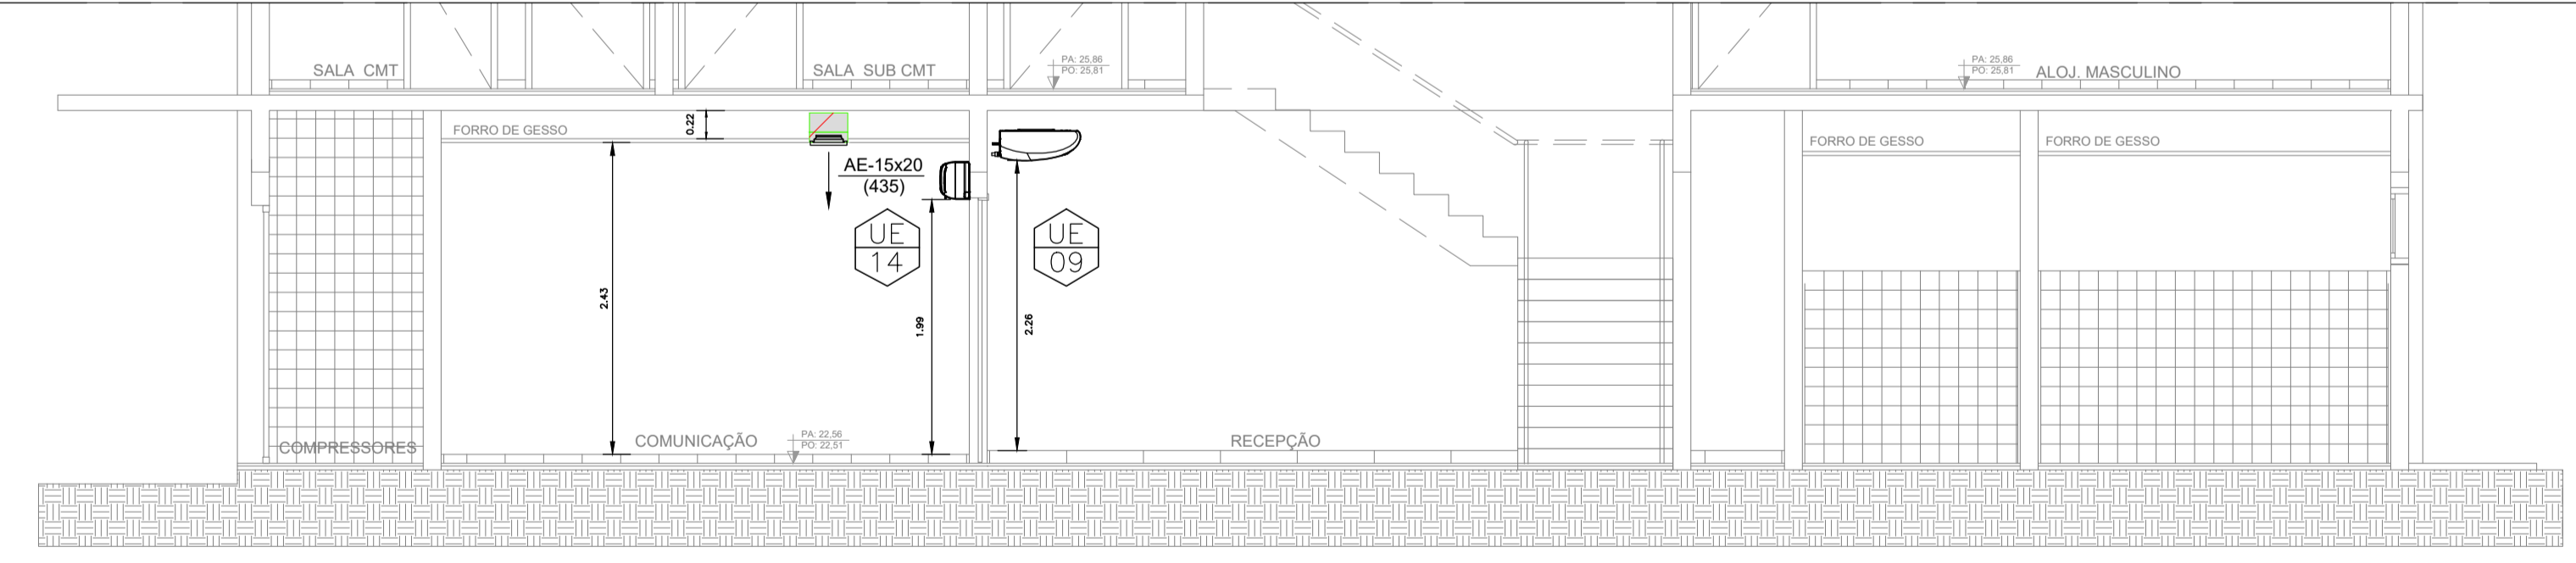 SALA CMT
SALA SUB CMT
PA: 25,86
PO: 25,81
PA: 25,86
PO: 25,81
ALOJ. MASCULINO
FORRO DE GESSO
0.22
AE-15x20
(435)
FORRO DE GESSO
FORRO DE GESSO
UE
14
UE
09
2.43
1.99
2.26
COMPRESSORES
COMUNICAÇÃO
PA: 22,56
PO: 22,51
RECEPÇÃO